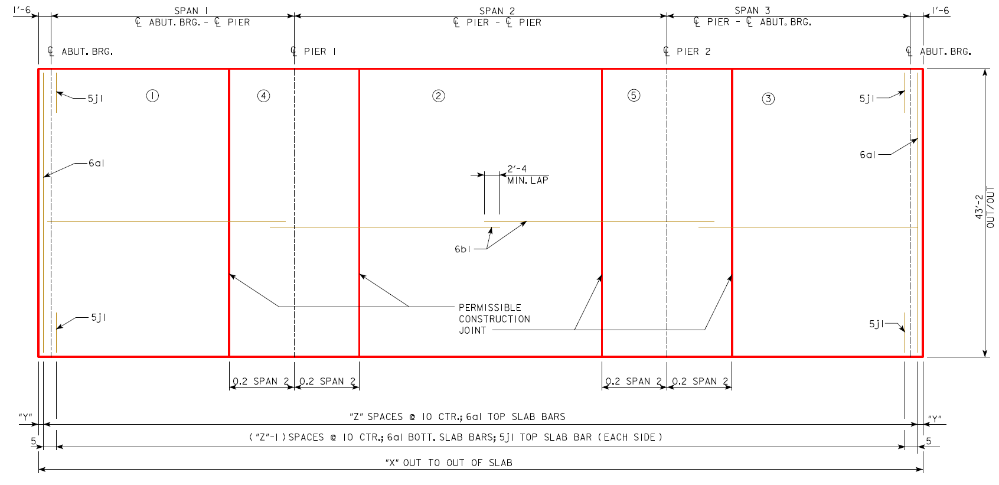 1'-6
SPAN 1
SPAN 2
SPAN 3
1'-6
℄ ABUT. BRG. - ℄ PIER
℄ PIER - ℄ PIER
℄ PIER - ℄ ABUT. BRG.
℄ ABUT. BRG.
℄ PIER 1
℄ PIER 2
℄ ABUT. BRG.
5j1
1
4
2
5
3
5j1
6a1
6a1
2'-4
MIN. LAP
43'-2
OUT/OUT
6b1
PERMISSIBLE
CONSTRUCTION
JOINT
5j1
5j1
0.2 SPAN 2
0.2 SPAN 2
0.2 SPAN 2
0.2 SPAN 2
"Y"
"Z" SPACES @ 10 CTR.; 6a1 TOP SLAB BARS
"Y"
5
("Z"-1) SPACES @ 10 CTR.; 6a1 BOTT. SLAB BARS; 5j1 TOP SLAB BAR (EACH SIDE)
5
"X" OUT TO OUT OF SLAB